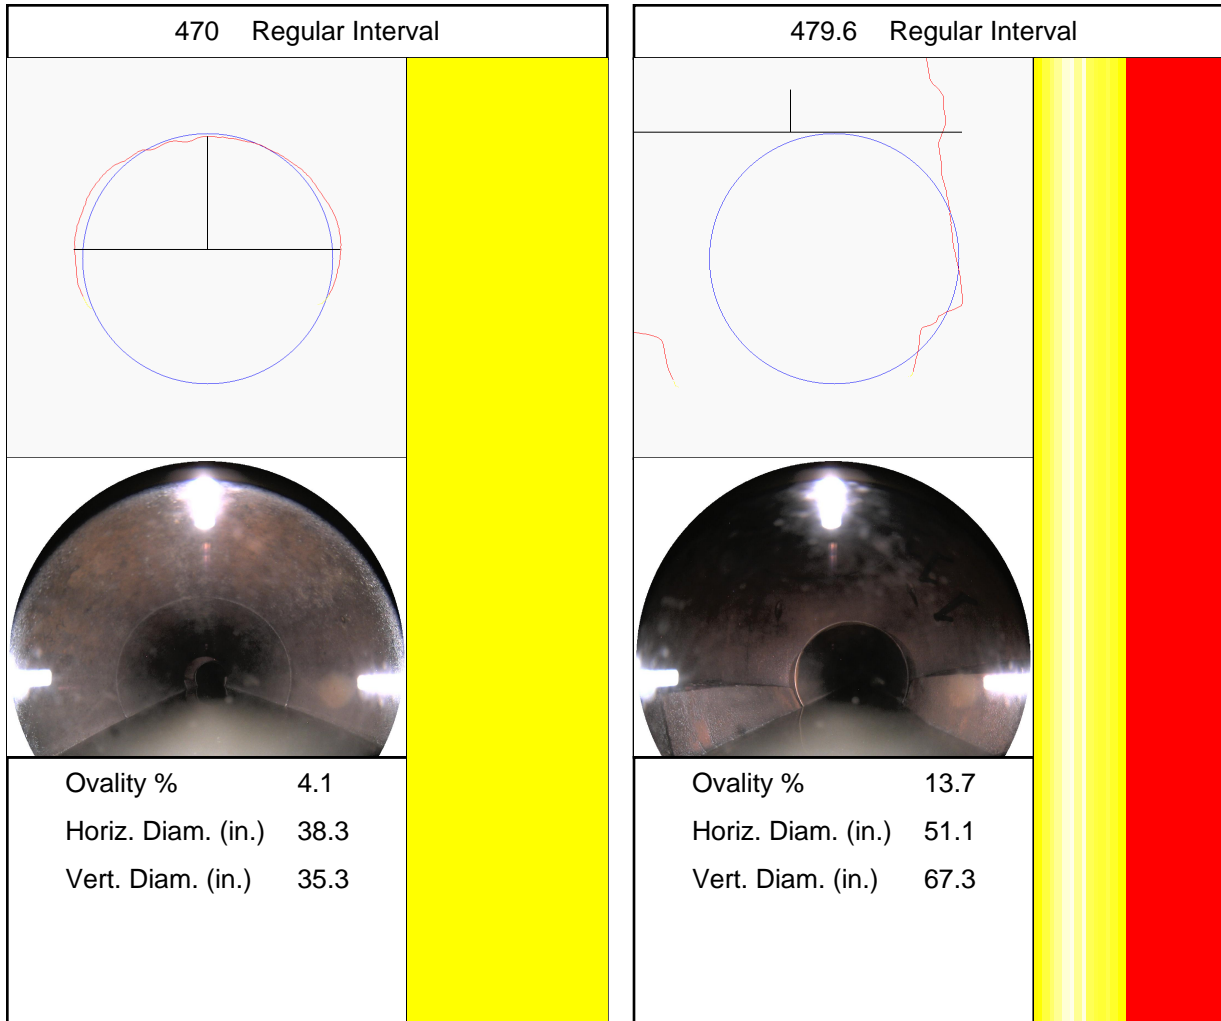 470 Regular Interval
Ovality % 4.1
Horiz. Diam. (in.) 38.3
Vert. Diam. (in.) 35.3
479.6 Regular Interval
Ovality % 13.7
Horiz. Diam. (in.) 51.1
Vert. Diam. (in.) 67.3